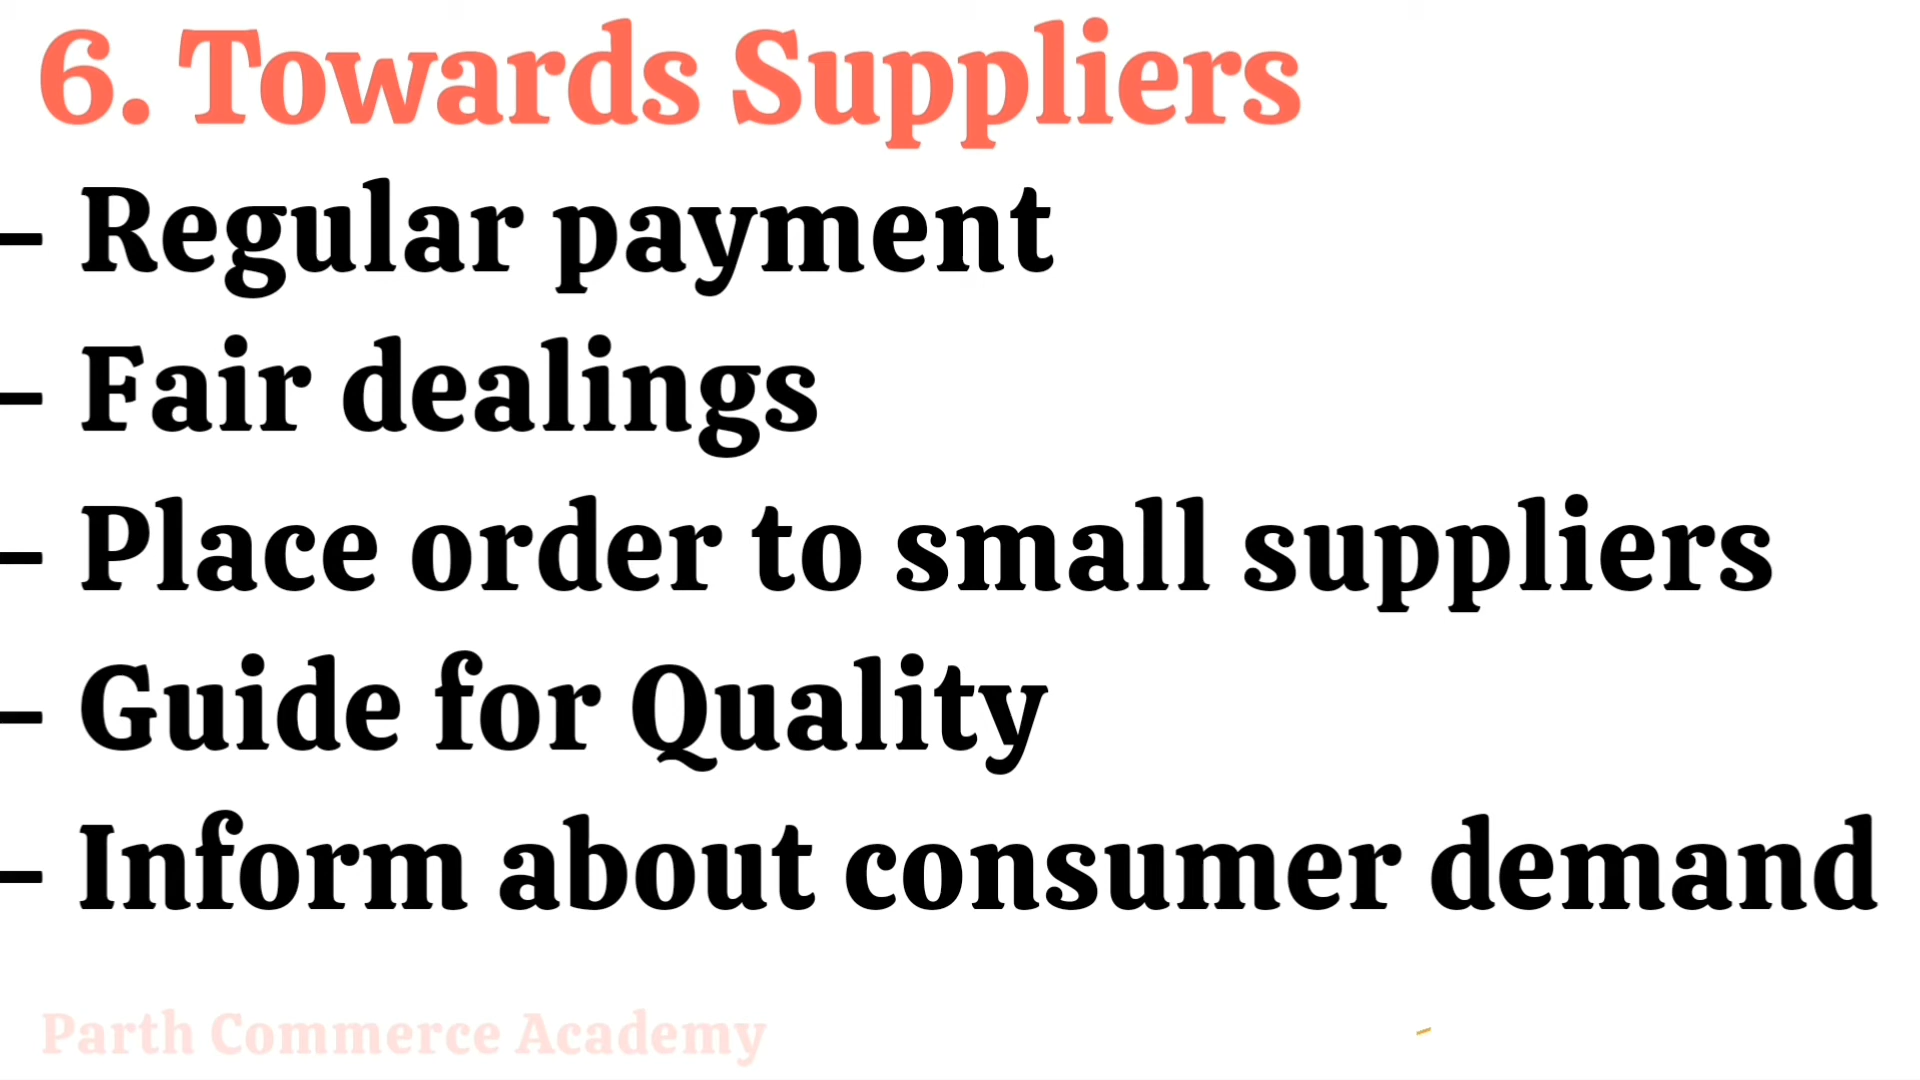 6. Towards Suppliers
- Regular payment
- Fair dealings
- Place order to small suppliers
- Guide for Quality
- Inform about consumer demand
Parth Commerce Academy